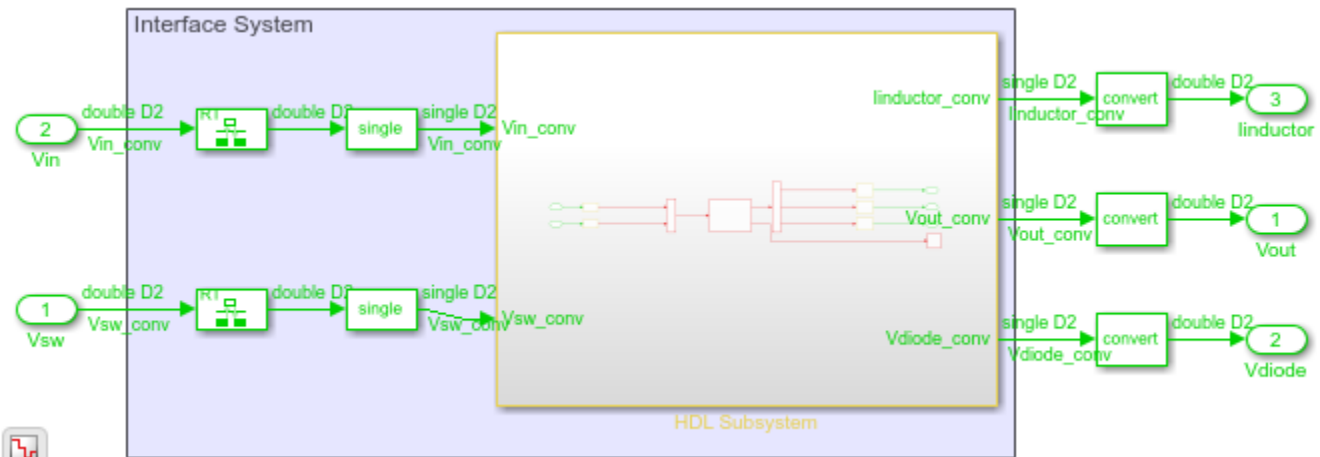 Interface System
2
Vin
double D2
Vin_conv
RT
double D2
single
single D2
Vin_conv
Vin_conv
1
Vsw
double D2
Vsw_conv
RT
double D2
single
single D2
Vsw_conv
Vsw_conv
Iinductor_conv
single D2
Iinductor_conv
convert
double D2
3
Iinductor
Vout_conv
single D2
Vout_conv
convert
double D2
1
Vout
Vdiode_conv
single D2
Vdiode_conv
convert
double D2
2
Vdiode
HDL Subsystem